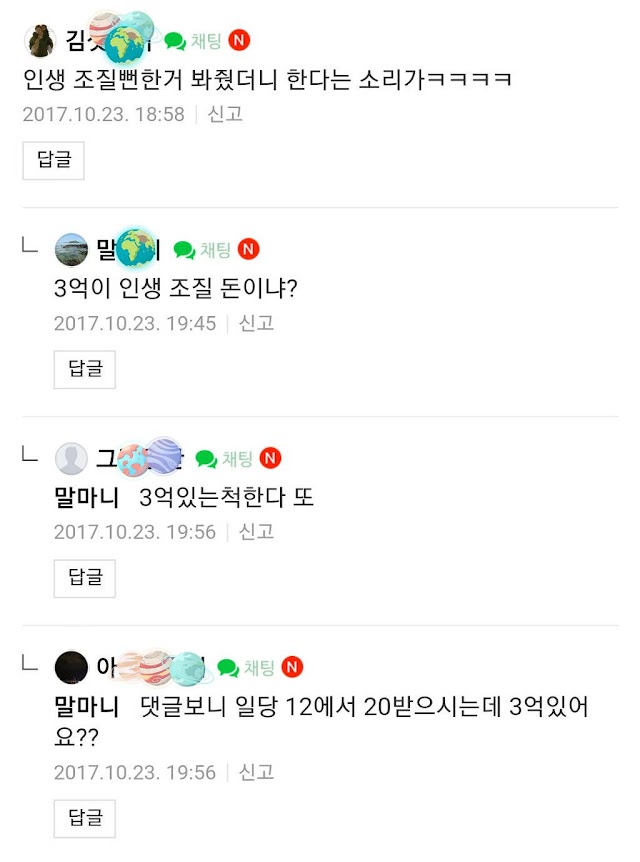 김
채팅 N
인생 조질뻔한거 봐줬더니 한다는 소리가ㅋㅋㅋㅋ
2017.10.23. 18:58 신고
답글
말 채팅 N
3억이 인생 조질 돈이냐?
2017.10.23. 19:45 신고
답글
그 채팅 N
말마니 3억있는척한다 또
2017.10.23. 19:56 신고
답글
아 채팅 N
말마니 댓글보니 일당 12에서 20받으시는데 3억있어
요??
2017.10.23. 19:56 신고
답글